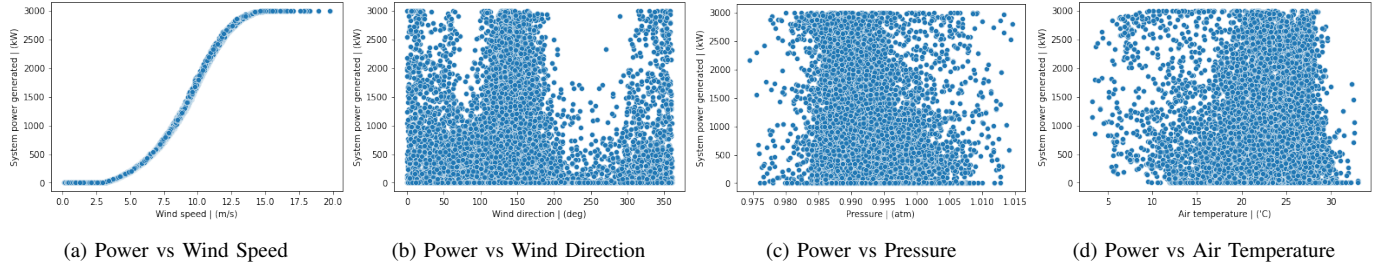 System power generated | (kW)
3000
2500
2000
1500
1000
500
0
0.0 2.5 5.0 7.5 10.0 12.5 15.0 17.5 20.0
Wind speed | (m/s)
(a) Power vs Wind Speed
System power generated | (kW)
3000
2500
2000
1500
1000
500
0
0 50 100 150 200 250 300 350
Wind direction | (deg)
(b) Power vs Wind Direction
System power generated | (kW)
3000
2500
2000
1500
1000
500
0
0.975 0.980 0.985 0.990 0.995 1.000 1.005 1.010 1.015
Pressure | (atm)
(c) Power vs Pressure
System power generated | (kW)
3000
2500
2000
1500
1000
500
0
5 10 15 20 25 30
Air temperature | ('C)
(d) Power vs Air Temperature